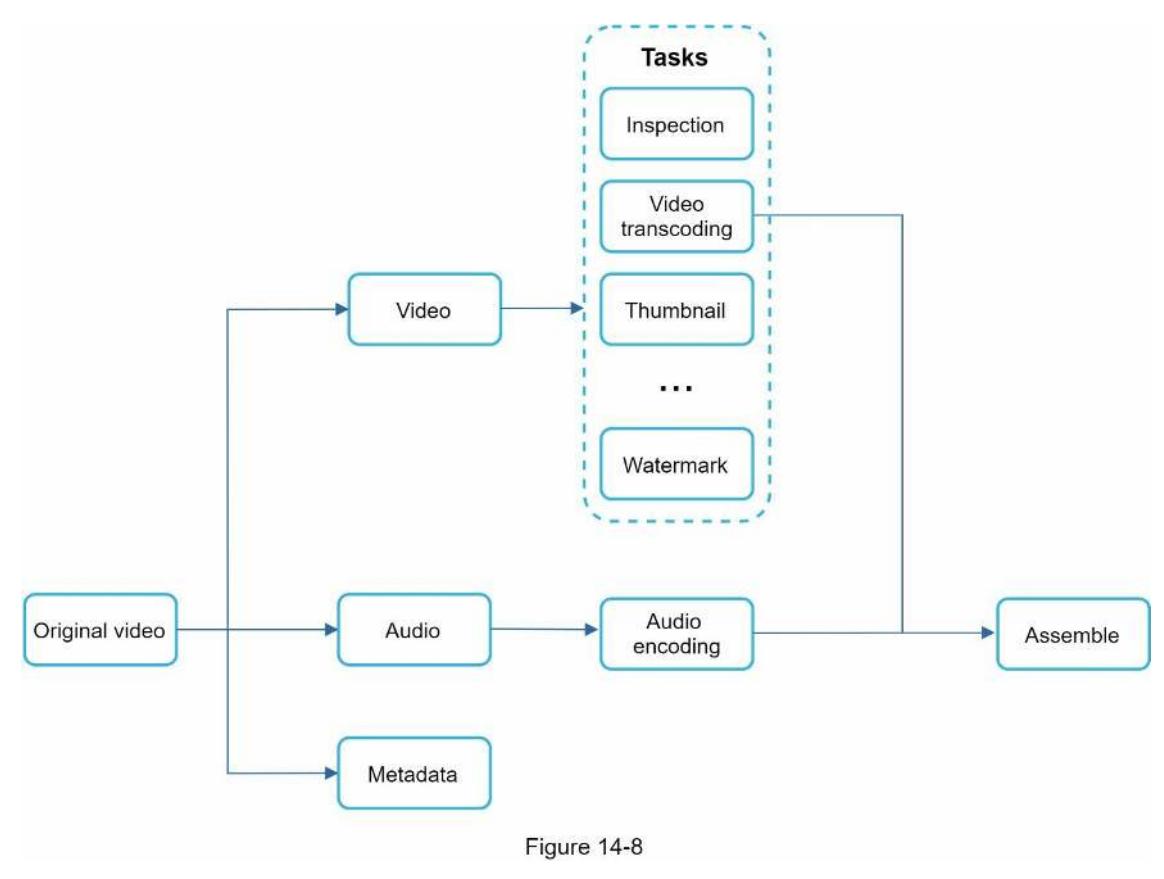 Tasks
Inspection
Video
transcoding
Video
Thumbnail
...
Watermark
Original video
Audio
Audio
encoding
Assemble
Metadata
Figure 14-8